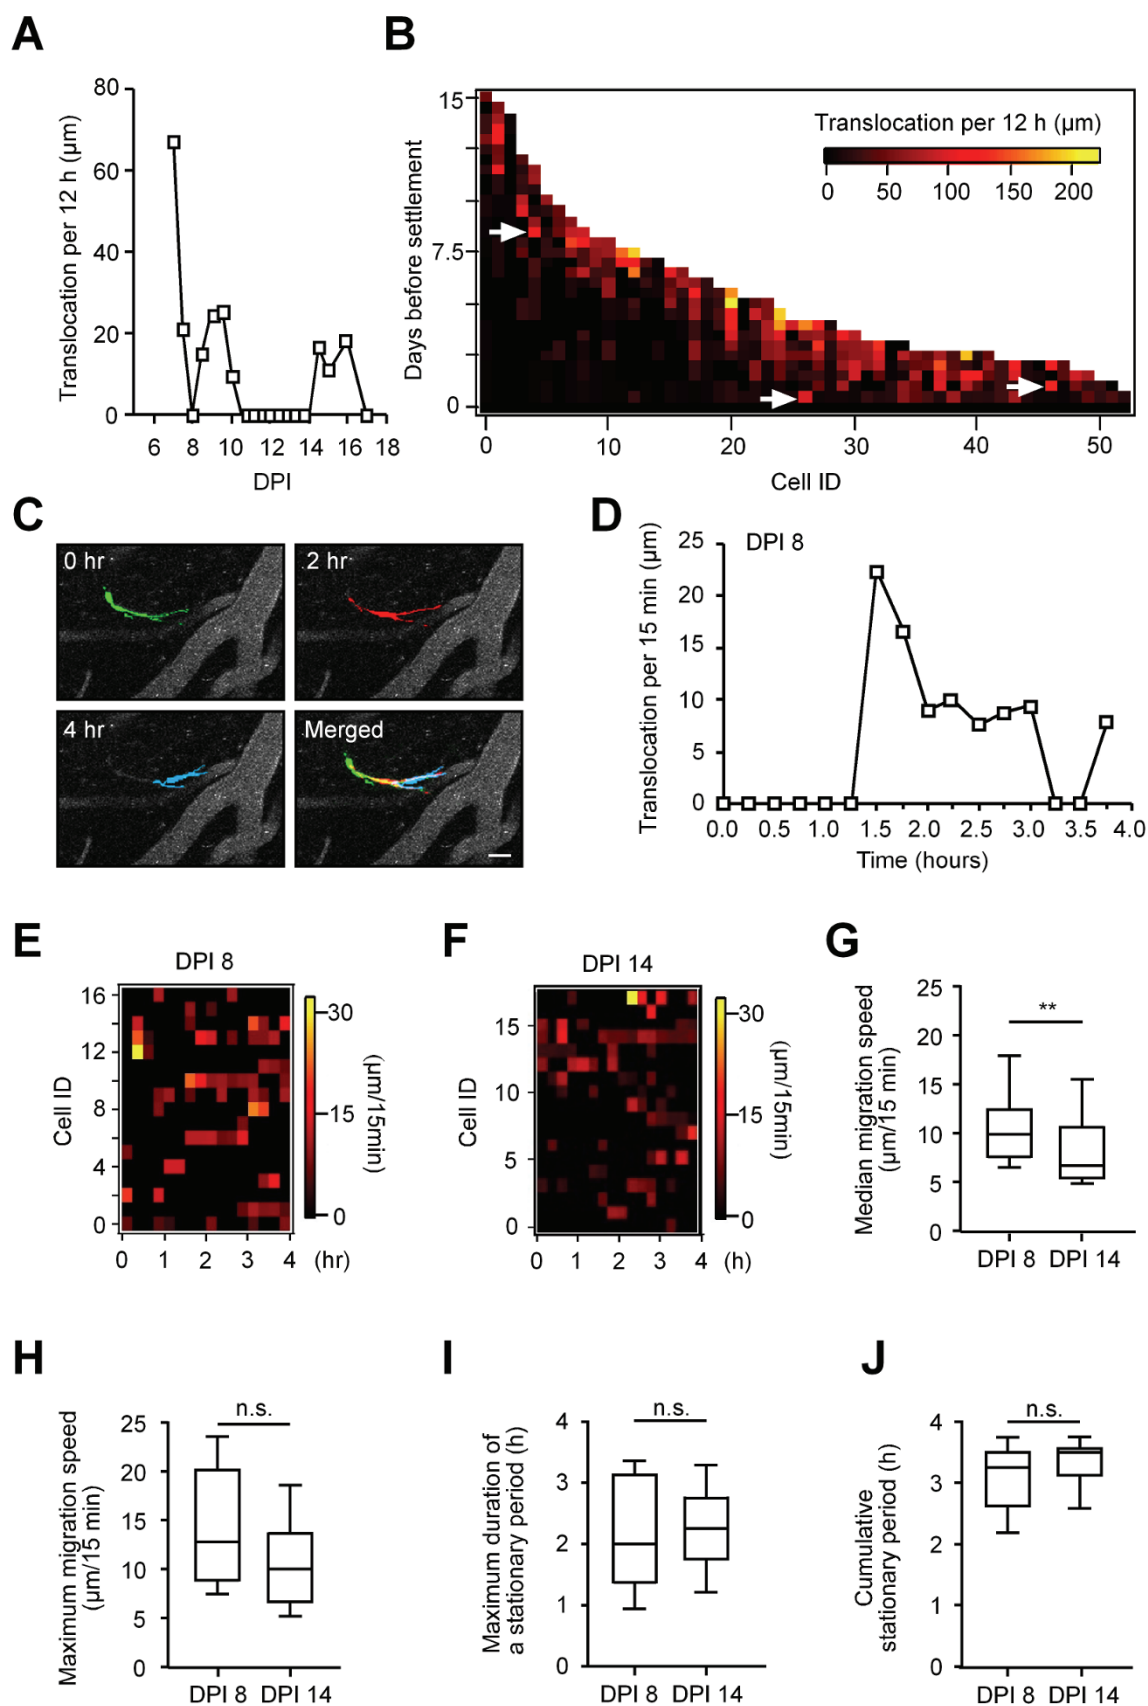 A
B
80
60
40
20
0
Translocation per 12 h (µm)
6 8 10 12 14 16 18
DPI
15
7.5
0
Days before settlement
Translocation per 12 h (µm)
0 50 100 150 200
0 10 20 30 40 50
Cell ID
C
D
0 hr
2 hr
4 hr
Merged
DPI 8
25
20
15
10
5
0
Translocation per 15 min (µm)
0.0 0.5 1.0 1.5 2.0 2.5 3.0 3.5 4.0
Time (hours)
E
F
G
DPI 8
16
12
8
4
0
Cell ID
0 1 2 3 4 (hr)
30
15
0
(µm/15min)
DPI 14
15
10
5
0
Cell ID
0 1 2 3 4 (h)
30
15
0
(µm/15min)
25
20
15
10
5
0
Median migration speed
(µm/15 min)
**
DPI 8 DPI 14
H
I
J
25
20
15
10
5
0
Maximum migration speed
(µm/15 min)
n.s.
DPI 8 DPI 14
4
3
2
1
0
Maximum duration of
a stationary period (h)
n.s.
DPI 8 DPI 14
4
3
2
1
0
Cumulative
stationary period (h)
n.s.
DPI 8 DPI 14